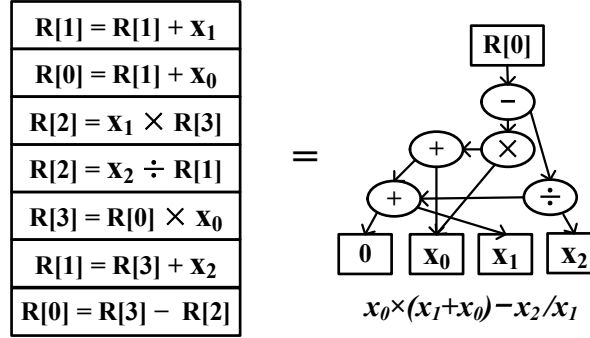 R[1] = R[1] + x₁
R[0] = R[1] + x₀
R[2] = x₁ × R[3]
R[2] = x₂ ÷ R[1]
R[3] = R[0] × x₀
R[1] = R[3] + x₂
R[0] = R[3] − R[2]
=
R[0]
−
+
×
+
÷
0
x₀
x₁
x₂
x₀×(x₁+x₀)−x₂/x₁